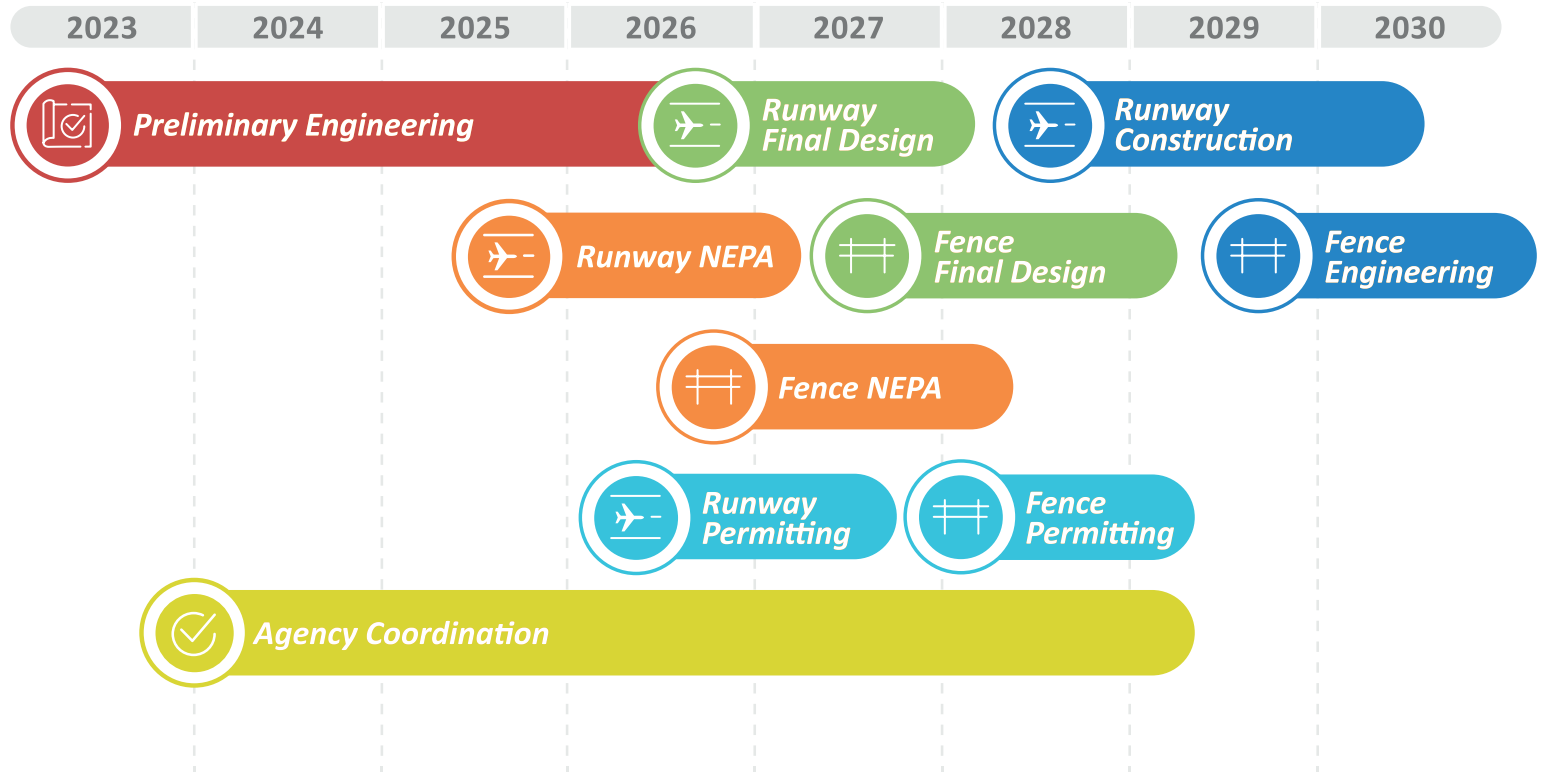 2023 2024 2025 2026 2027 2028 2029 2030
Preliminary Engineering
Runway
Final Design
Runway
Construction
Runway NEPA
Fence
Final Design
Fence
Engineering
Fence NEPA
Runway
Permitting
Fence
Permitting
Agency Coordination